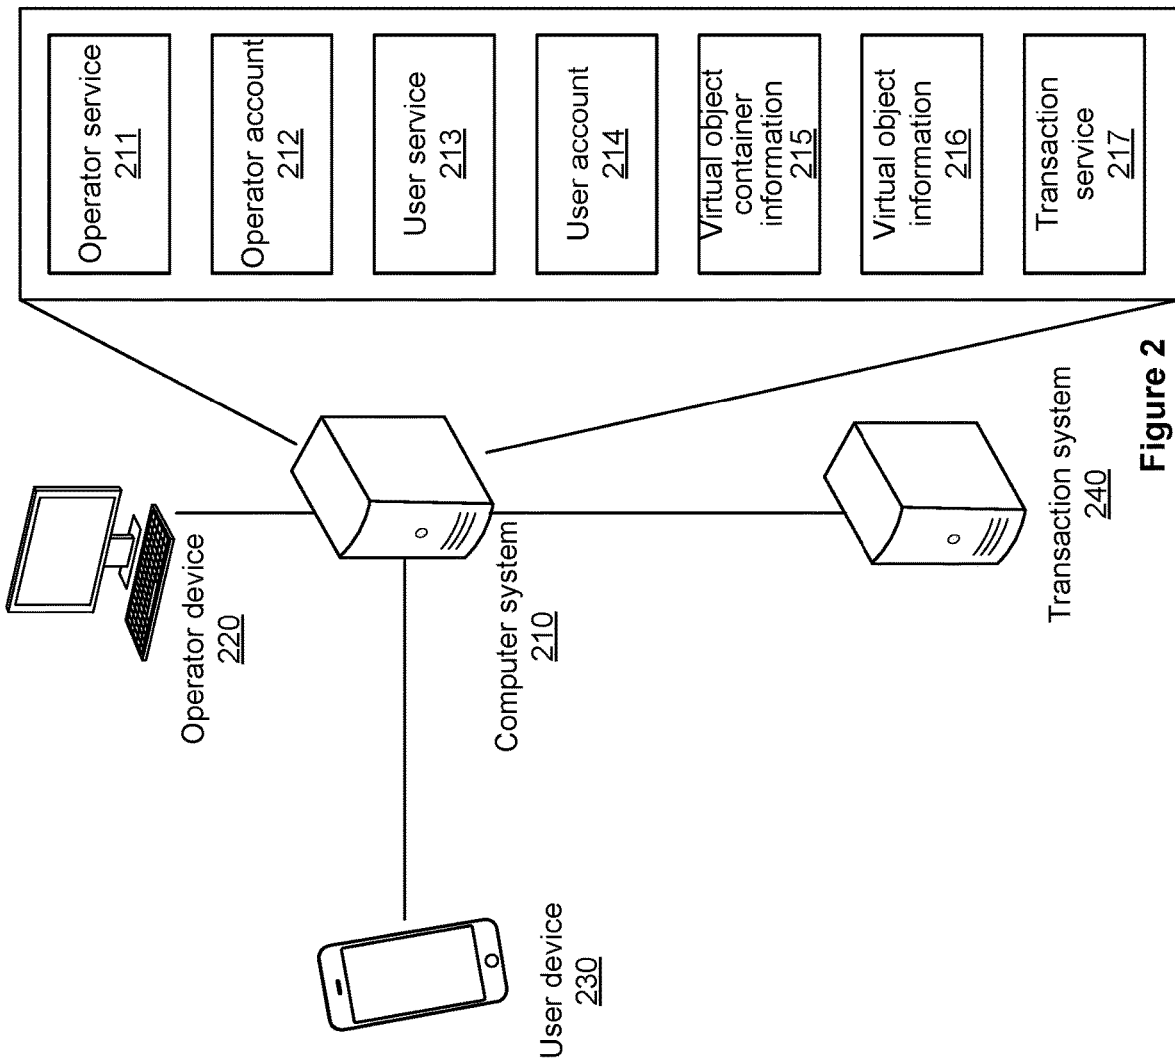 Operator service
211
Operator account
212
User service
213
User account
214
Virtual object
container
information
215
Virtual object
information
216
Transaction
service
217
Operator device
220
Computer system
210
User device
230
Transaction system
240
Figure 2